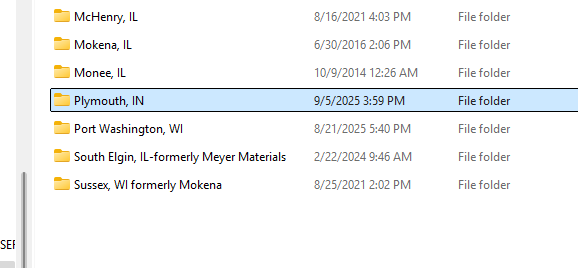 McHenry, IL 8/16/2021 4:03 PM File folder
Mokena, IL 6/30/2016 2:06 PM File folder
Monee, IL 10/9/2014 12:26 AM File folder
Plymouth, IN 9/5/2025 3:59 PM File folder
Port Washington, WI 8/21/2025 5:40 PM File folder
South Elgin, IL-formerly Meyer Materials 2/22/2024 9:46 AM File folder
Sussex, WI formerly Mokena 8/25/2021 2:02 PM File folder